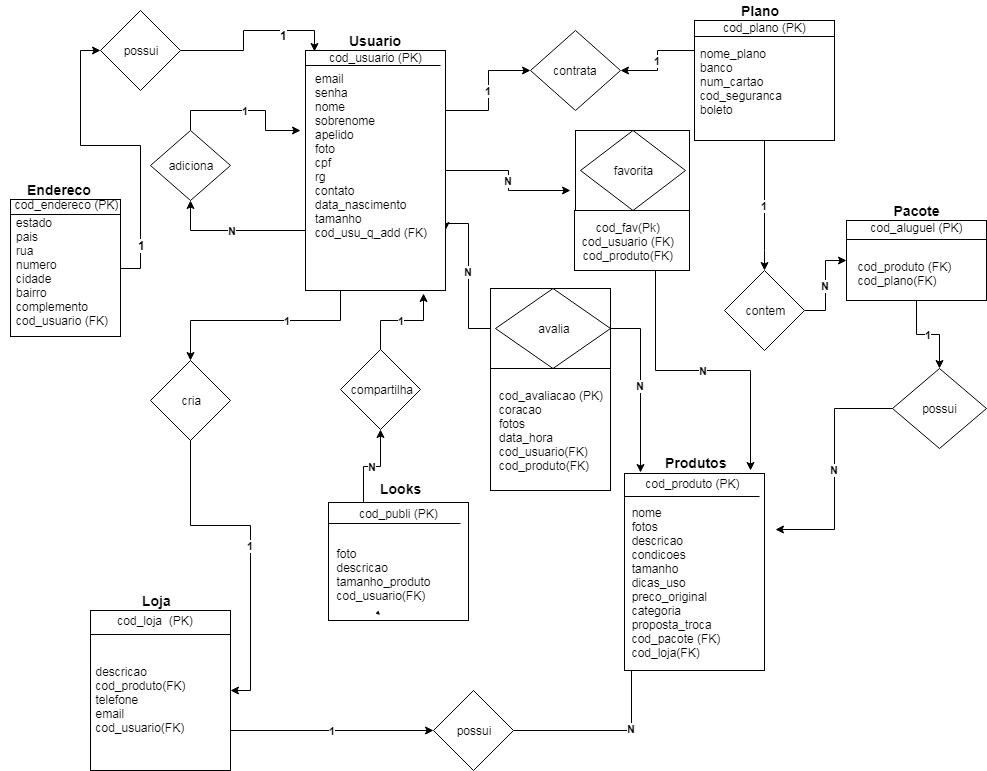 possui
1
Usuario
cod_usuario (PK)
email
senha
nome
sobrenome
apelido
foto
cpf
rg
contato
data_nascimento
tamanho
cod_usu_q_add (FK)
1
contrata
1
Plano
cod_plano (PK)
nome_plano
banco
num_cartao
cod_seguranca
boleto
1
adiciona
N
N
favorita
cod_fav(Pk)
cod_usuario (FK)
cod_produto(FK)
Endereco
cod_endereco (PK)
estado
pais
rua
numero
cidade
bairro
complemento
cod_usuario (FK)
1
1
Pacote
cod_aluguel (PK)
cod_produto (FK)
cod_plano(FK)
contem
N
N
avalia
N
cod_avaliacao (PK)
coracao
fotos
data_hora
cod_usuario(FK)
cod_produto(FK)
N
1
possui
N
1
cria
1
1
compartilha
N
Looks
cod_publi (PK)
foto
descricao
tamanho_produto
cod_usuario(FK)
Produtos
cod_produto (PK)
nome
fotos
descricao
condicoes
tamanho
dicas_uso
preco_original
categoria
proposta_troca
cod_pacote (FK)
cod_loja(FK)
Loja
cod_loja  (PK)
descricao
cod_produto(FK)
telefone
email
cod_usuario(FK)
1
possui
N